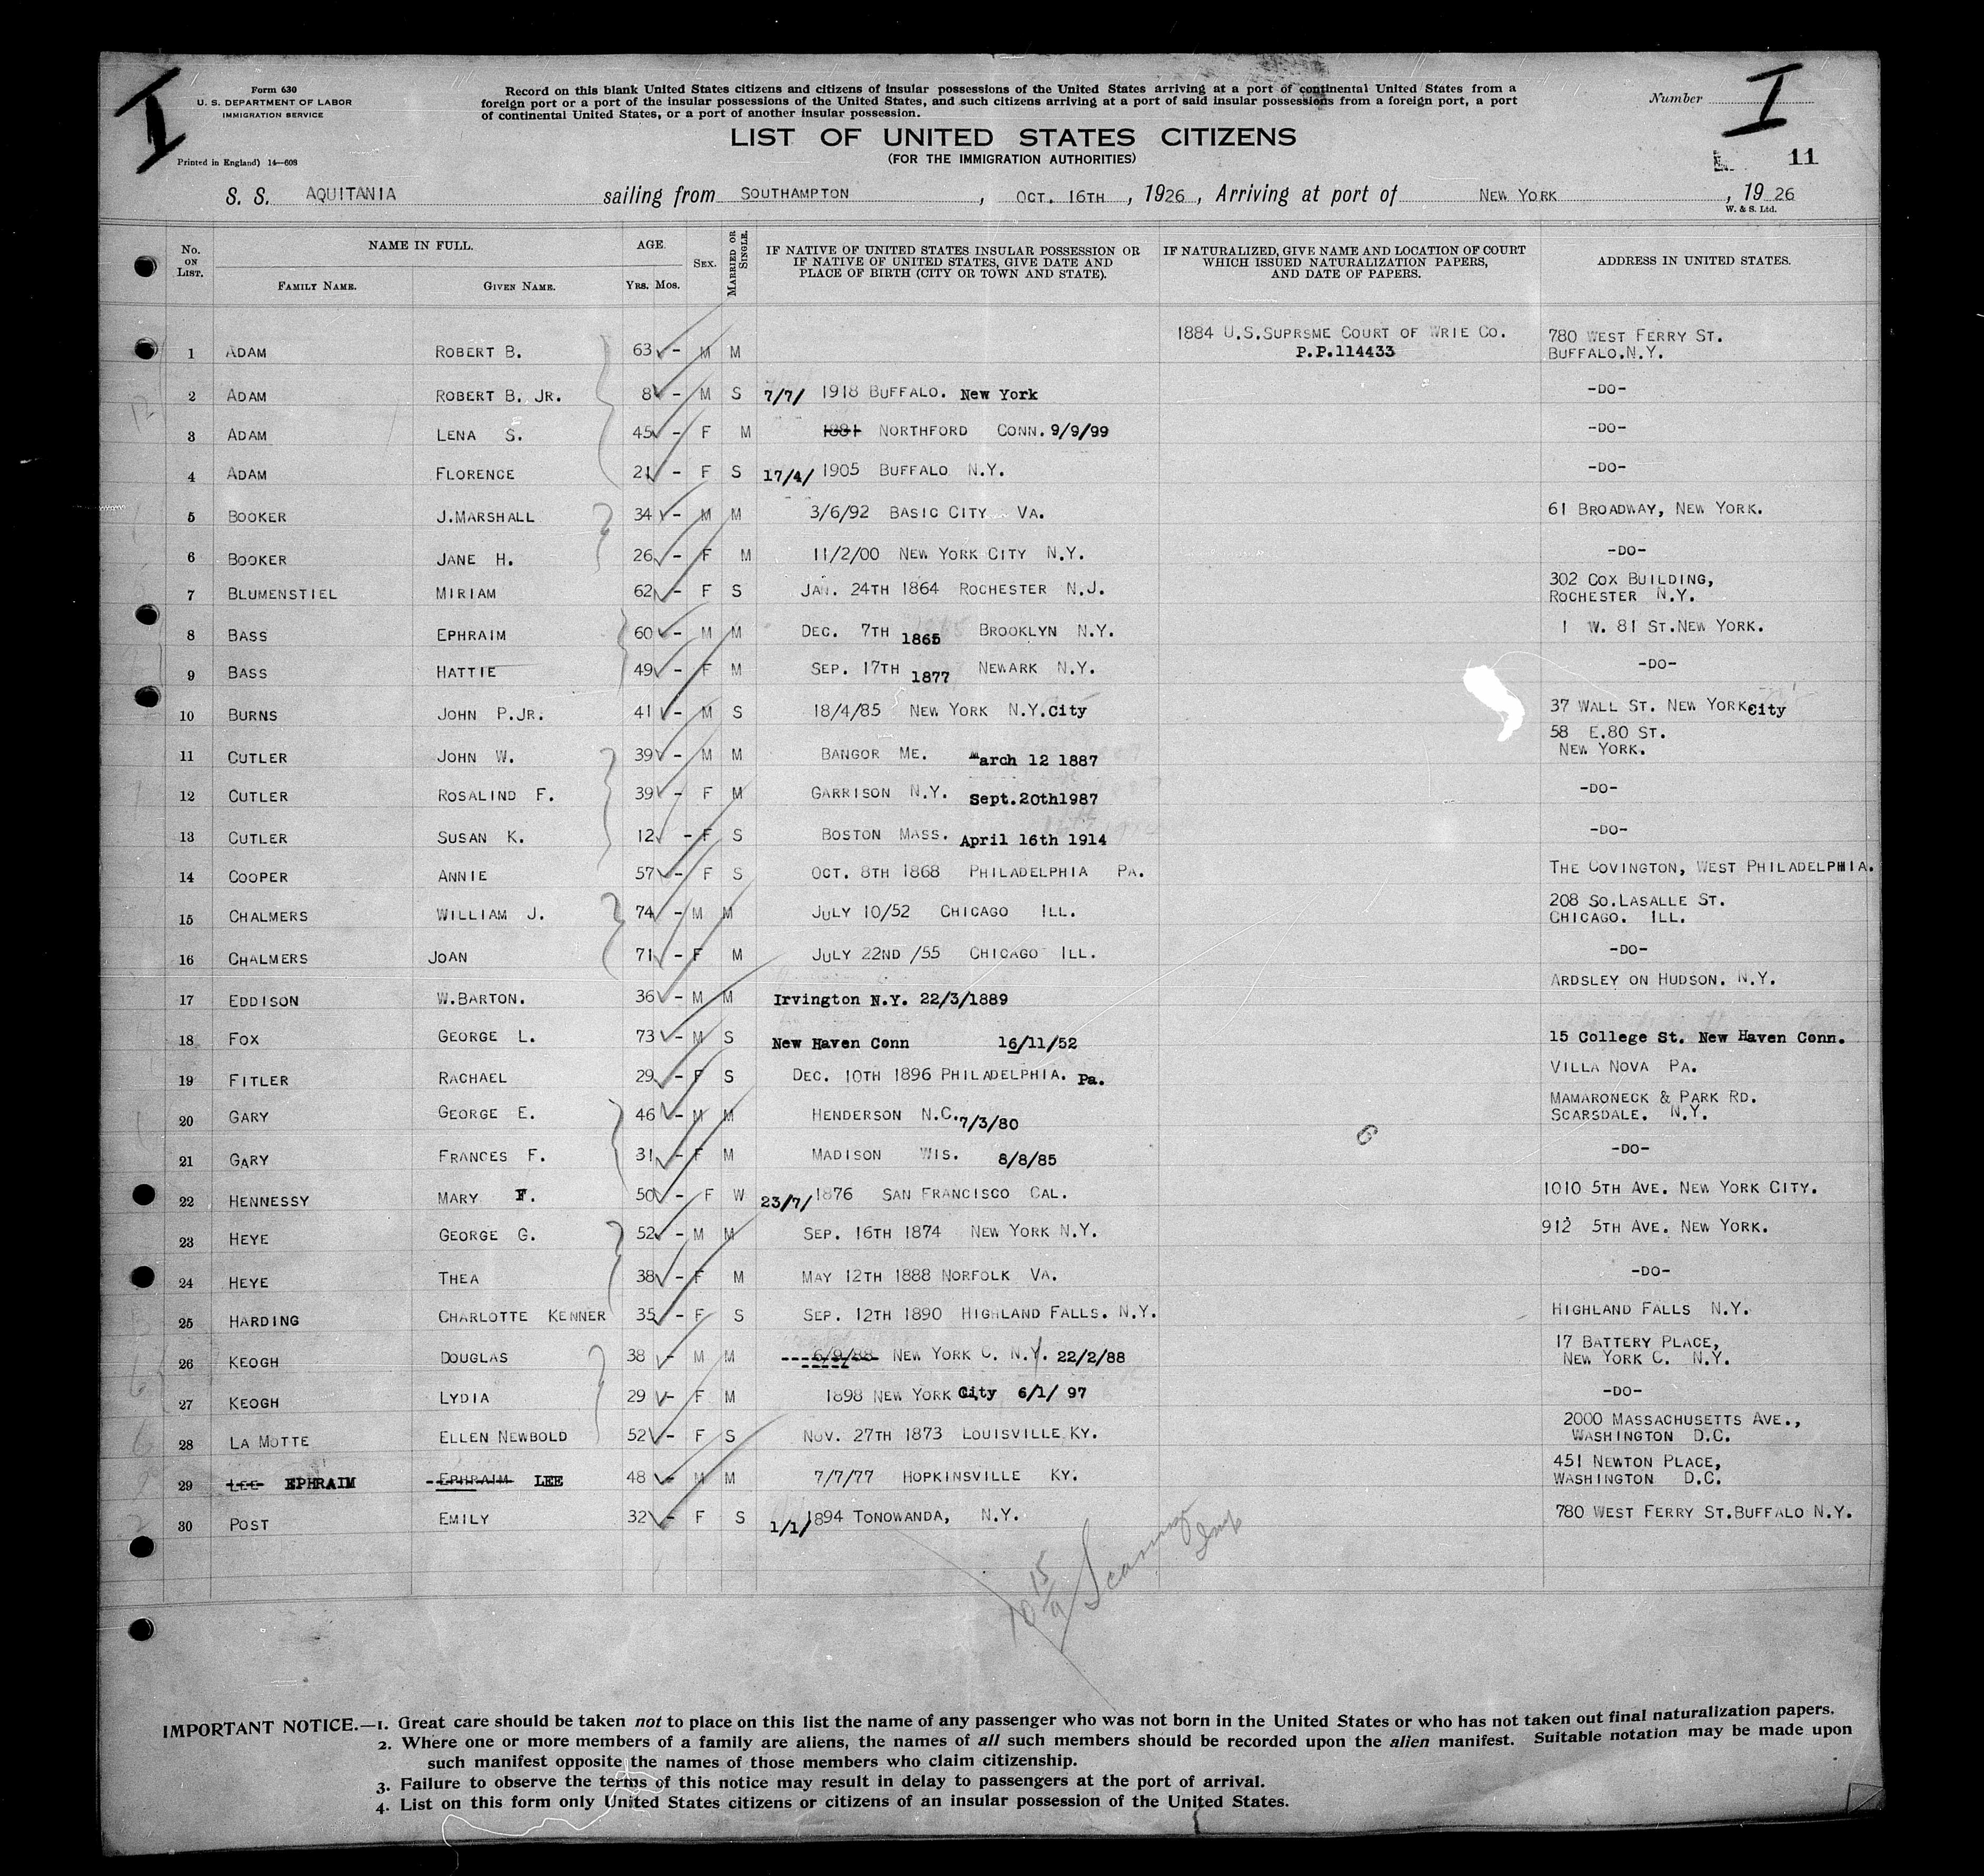 I
Form 630
U. S. DEPARTMENT OF LABOR
IMMIGRATION SERVICE
Printed in England) 14—608
Record on this blank United States citizens and citizens of insular possessions of the United States arriving at a port of continental United States from a
foreign port or a port of the insular possessions of the United States, and such citizens arriving at a port of said insular possessions from a foreign port, a port
of continental United States, or a port of another insular possession.
LIST OF UNITED STATES CITIZENS
(FOR THE IMMIGRATION AUTHORITIES)
Number I
11
S. S. AQUITANIA sailing from SOUTHAMPTON, OCT. 16TH, 1926, Arriving at port of NEW YORK, 1926
W. & S. Ltd.
No. ON LIST. NAME IN FULL. FAMILY NAME. GIVEN NAME. AGE. Yrs. Mos. SEX. MARRIED OR SINGLE.
IF NATIVE OF UNITED STATES INSULAR POSSESSION OR
IF NATIVE OF UNITED STATES, GIVE DATE AND
PLACE OF BIRTH (CITY OR TOWN AND STATE).
IF NATURALIZED, GIVE NAME AND LOCATION OF COURT
WHICH ISSUED NATURALIZATION PAPERS,
AND DATE OF PAPERS.
ADDRESS IN UNITED STATES.
1 ADAM ROBERT B. 63 - M M 1884 U.S.SUPRSME COURT OF WRIE CO. P.P.114433 780 WEST FERRY ST. BUFFALO.N.Y.
2 ADAM ROBERT B. JR. 8 - M S 7/7/ 1918 BUFFALO. New York -DO-
3 ADAM LENA S. 45 - F M 1881 NORTHFORD CONN. 9/9/99 -DO-
4 ADAM FLORENCE 21 - F S 17/4/ 1905 BUFFALO N.Y. -DO-
5 BOOKER J.MARSHALL 34 - M M 3/6/92 BASIC CITY VA. 61 BROADWAY, NEW YORK.
6 BOOKER JANE H. 26 - F M 11/2/00 NEW YORK CITY N.Y. -DO-
7 BLUMENSTIEL MIRIAM 62 - F S JAN. 24TH 1864 ROCHESTER N.J. 302 COX BUILDING, ROCHESTER N.Y.
8 BASS EPHRAIM 60 - M M DEC. 7TH 1865 BROOKLYN N.Y. 1 W. 81 ST.NEW YORK.
9 BASS HATTIE 49 - F M SEP. 17TH 1877 NEWARK N.Y. -DO-
10 BURNS JOHN P.JR. 41 - M S 18/4/85 NEW YORK N.Y.City 37 WALL ST. NEW YORK City
11 CUTLER JOHN W. 39 - M M BANGOR ME. March 12 1887 58 E.80 ST. NEW YORK.
12 CUTLER ROSALIND F. 39 - F M GARRISON N.Y. Sept.20th1987 -DO-
13 CUTLER SUSAN K. 12 - F S BOSTON MASS. April 16th 1914 -DO-
14 COOPER ANNIE 57 - F S OCT. 8TH 1868 PHILADELPHIA PA. THE COVINGTON, WEST PHILADELPHIA.
15 CHALMERS WILLIAM J. 74 - M M JULY 10/52 CHICAGO ILL. 208 SO.LASALLE ST. CHICAGO. ILL.
16 CHALMERS JOAN 71 - F M JULY 22ND /55 CHICAGO ILL. -DO-
17 EDDISON W.BARTON. 36 - M M Irvington N.Y. 22/3/1889 ARDSLEY ON HUDSON. N.Y.
18 FOX GEORGE L. 73 - M S New Haven Conn 16/11/52 15 College St. New Haven Conn.
19 FITLER RACHAEL 29 - F S DEC. 10TH 1896 PHILADELPHIA. Pa. VILLA NOVA PA.
20 GARY GEORGE E. 46 - M M HENDERSON N.C. 7/3/80 MAMARONECK & PARK RD. SCARSDALE. N.Y.
21 GARY FRANCES F. 31 - F M MADISON WIS. 8/8/85 -DO-
22 HENNESSY MARY F. 50 - F W 23/7/ 1876 SAN FRANCISCO CAL. 1010 5TH AVE. NEW YORK CITY.
23 HEYE GEORGE G. 52 - M M SEP. 16TH 1874 NEW YORK N.Y. 912 5TH AVE. NEW YORK.
24 HEYE THEA 38 - F M MAY 12TH 1888 NORFOLK VA. -DO-
25 HARDING CHARLOTTE KENNER 35 - F S SEP. 12TH 1890 HIGHLAND FALLS. N.Y. HIGHLAND FALLS N.Y.
26 KEOGH DOUGLAS 38 - M M 6/9/88 NEW YORK C. N.Y. 22/2/88 17 BATTERY PLACE, NEW YORK C. N.Y.
27 KEOGH LYDIA 29 - F M 1898 NEW YORK City 6/1/ 97 -DO-
28 LA MOTTE ELLEN NEWBOLD 52 - F S NOV. 27TH 1873 LOUISVILLE KY. 2000 MASSACHUSETTS AVE., WASHINGTON D.C.
29 LEE EPHRAIM EPHRAIM LEE 48 - M M 7/7/77 HOPKINSVILLE KY. 451 NEWTON PLACE, WASHINGTON D.C.
30 POST EMILY 32 - F S 1/1/ 1894 TONOWANDA, N.Y. 780 WEST FERRY ST.BUFFALO N.Y.
IMPORTANT NOTICE.—1. Great care should be taken not to place on this list the name of any passenger who was not born in the United States or who has not taken out final naturalization papers.
2. Where one or more members of a family are aliens, the names of all such members should be recorded upon the alien manifest. Suitable notation may be made upon
such manifest opposite the names of those members who claim citizenship.
3. Failure to observe the terms of this notice may result in delay to passengers at the port of arrival.
4. List on this form only United States citizens or citizens of an insular possession of the United States.